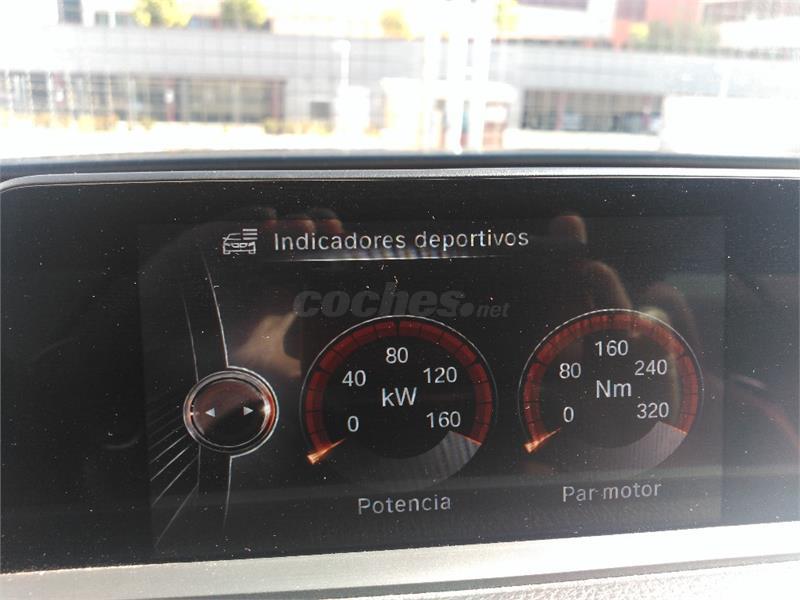 Indicadores deportivos
coches.net
80
40
120
kW
0
160
Potencia
160
80
240
Nm
0
320
Par motor